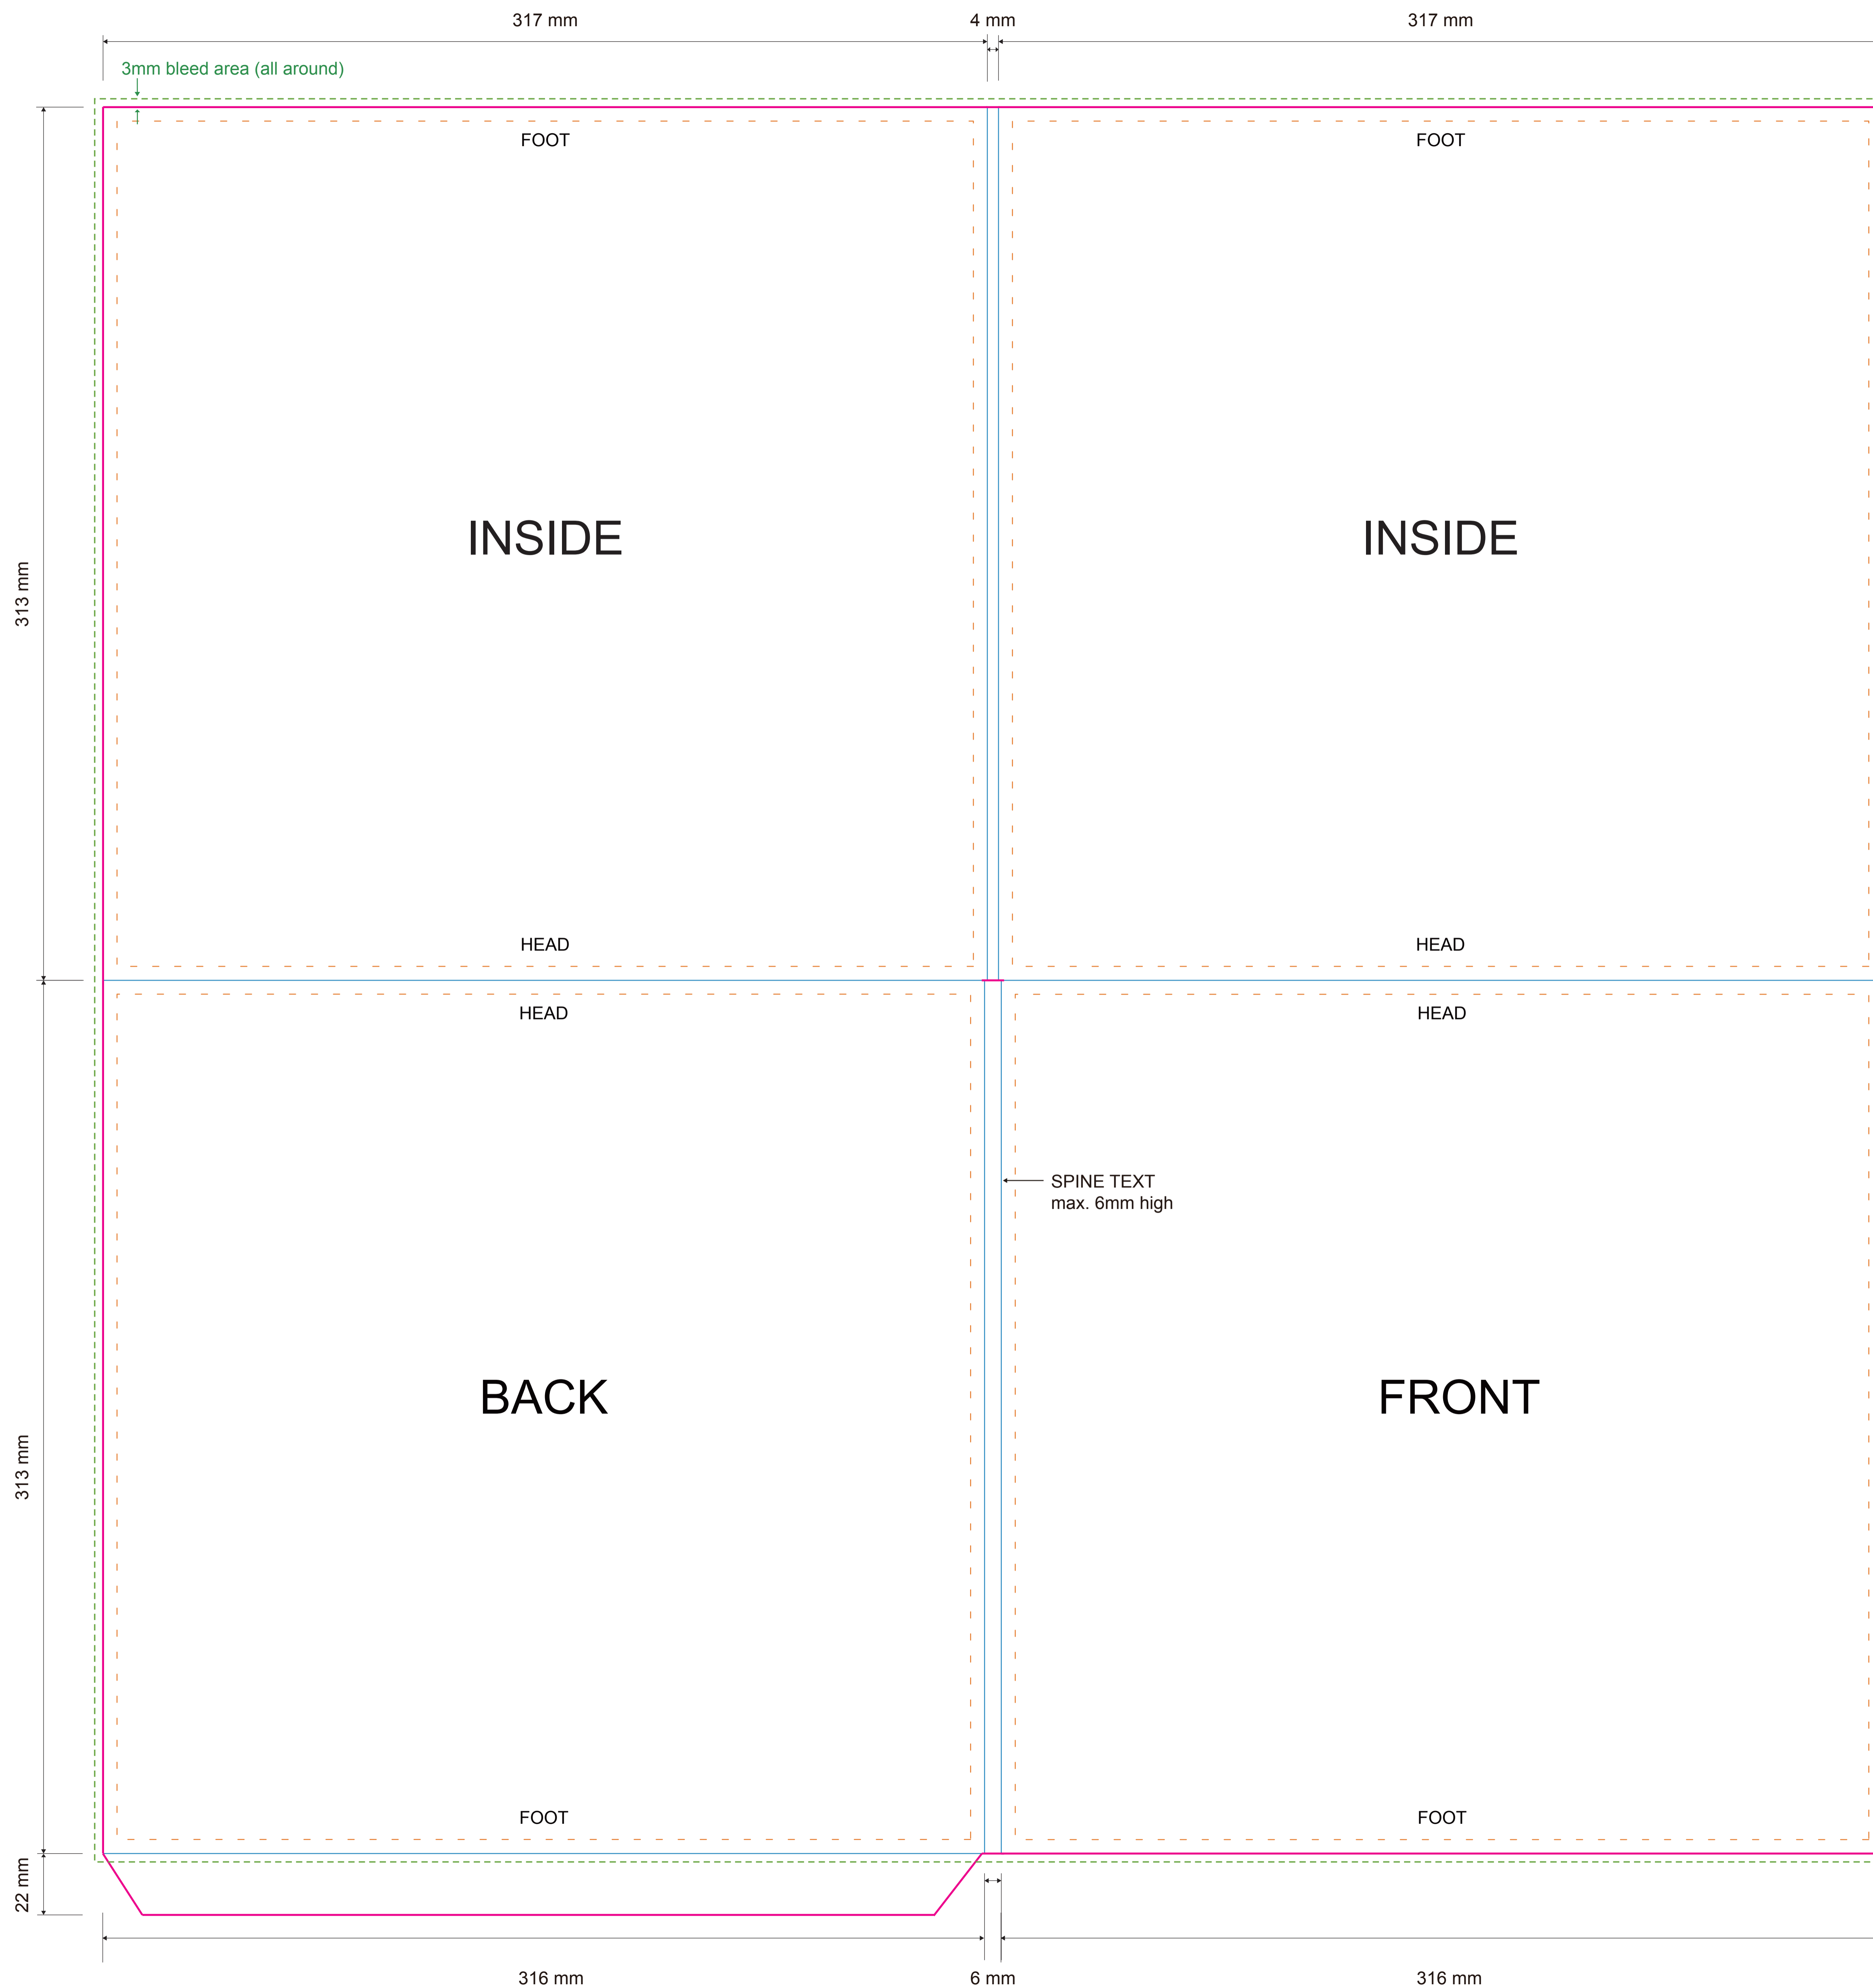 317 mm
4 mm
317 mm
3mm bleed area (all around)
FOOT
FOOT
INSIDE
INSIDE
313 mm
HEAD
HEAD
HEAD
HEAD
SPINE TEXT
max. 6mm high
BACK
FRONT
313 mm
FOOT
FOOT
22 mm
316 mm
6 mm
316 mm